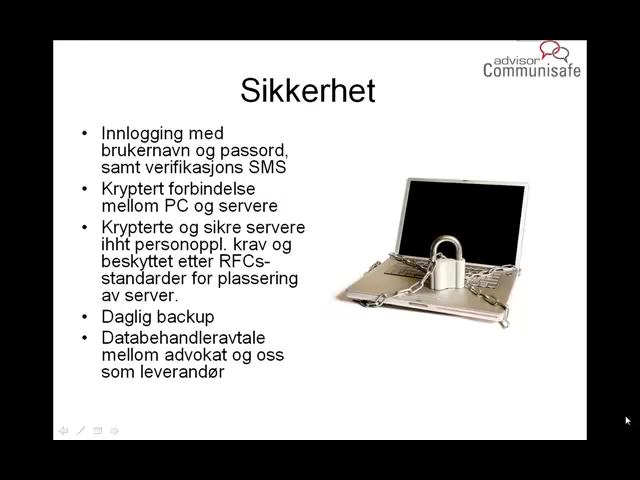 advisor
Communisafe
Sikkerhet
• Innlogging med
brukernavn og passord,
samt verifikasjons SMS
• Kryptert forbindelse
mellom PC og servere
• Krypterte og sikre servere
ihht personoppl. krav og
beskyttet etter RFCs-
standarder for plassering
av server.
• Daglig backup
• Databehandleravtale
mellom advokat og oss
som leverandør